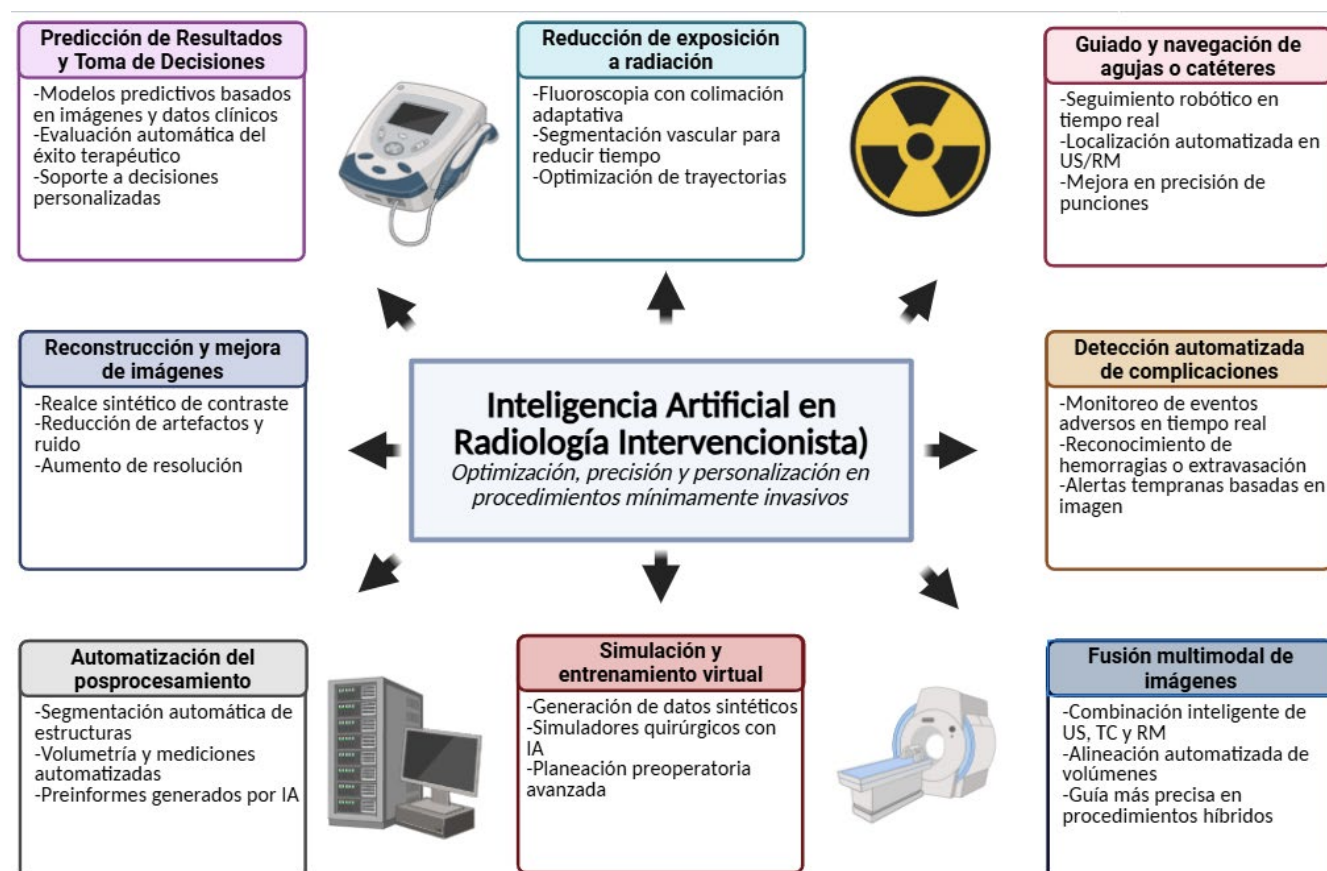 Predicción de Resultados
y Toma de Decisiones
-Modelos predictivos basados
en imágenes y datos clínicos
-Evaluación automática del
éxito terapéutico
-Soporte a decisiones
personalizadas
Reducción de exposición
a radiación
-Fluoroscopia con colimación
adaptativa
-Segmentación vascular para
reducir tiempo
-Optimización de trayectorias
Guiado y navegación de
agujas o catéteres
-Seguimiento robótico en
tiempo real
-Localización automatizada en
US/RM
-Mejora en precisión de
punciones
Reconstrucción y mejora
de imágenes
-Realce sintético de contraste
-Reducción de artefactos y
ruido
-Aumento de resolución
Inteligencia Artificial en
Radiología Intervencionista)
Optimización, precisión y personalización en
procedimientos mínimamente invasivos
Detección automatizada
de complicaciones
-Monitoreo de eventos
adversos en tiempo real
-Reconocimiento de
hemorragias o extravasación
-Alertas tempranas basadas en
imagen
Automatización del
posprocesamiento
-Segmentación automática de
estructuras
-Volumetría y mediciones
automatizadas
-Preinformes generados por IA
Simulación y
entrenamiento virtual
-Generación de datos sintéticos
-Simuladores quirúrgicos con
IA
-Planeación preoperatoria
avanzada
Fusión multimodal de
imágenes
-Combinación inteligente de
US, TC y RM
-Alineación automatizada de
volúmenes
-Guía más precisa en
procedimientos híbridos